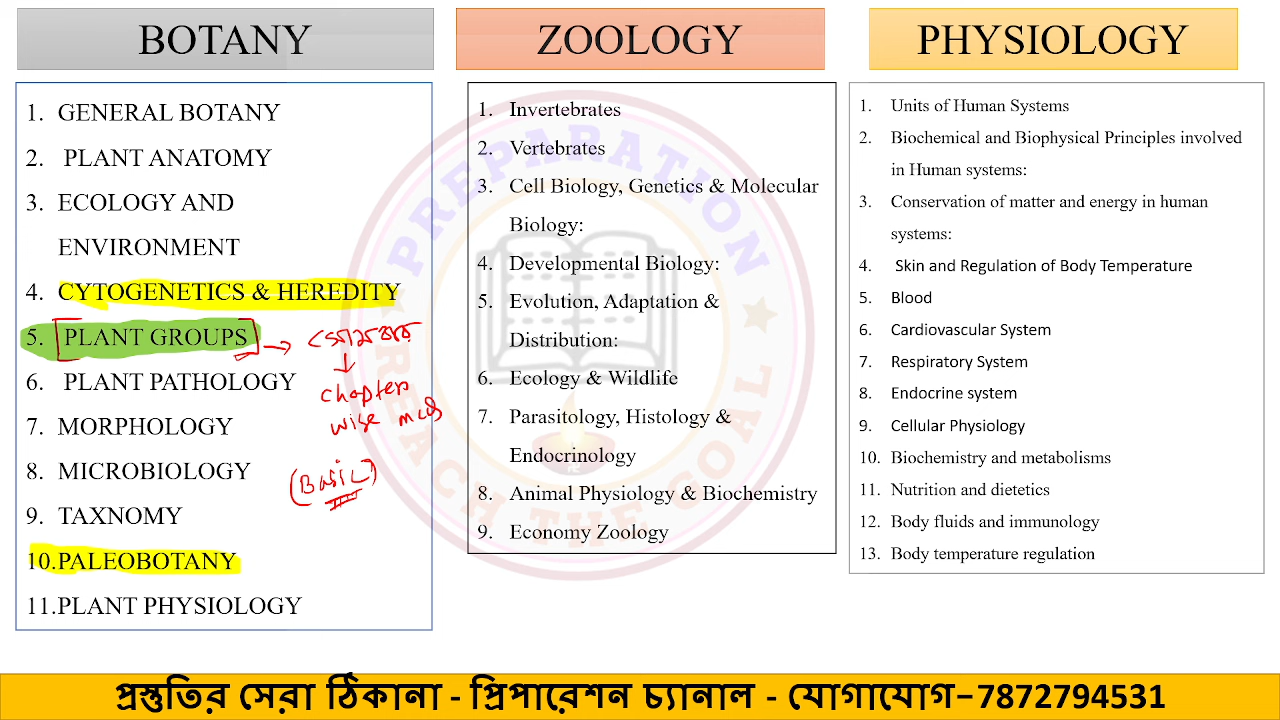 BOTANY
1. GENERAL BOTANY
2. PLANT ANATOMY
3. ECOLOGY AND
ENVIRONMENT
4. CYTOGENETICS & HEREDITY
5. PLANT GROUPS
6. PLANT PATHOLOGY
7. MORPHOLOGY
8. MICROBIOLOGY
9. TAXNOMY
10. PALEOBOTANY
11. PLANT PHYSIOLOGY
chapter
wise mcq
(Basic)
ZOOLOGY
1. Invertebrates
2. Vertebrates
3. Cell Biology, Genetics & Molecular
Biology:
4. Developmental Biology:
5. Evolution, Adaptation &
Distribution:
6. Ecology & Wildlife
7. Parasitology, Histology &
Endocrinology
8. Animal Physiology & Biochemistry
9. Economy Zoology
PHYSIOLOGY
1. Units of Human Systems
2. Biochemical and Biophysical Principles involved
in Human systems:
3. Conservation of matter and energy in human
systems:
4. Skin and Regulation of Body Temperature
5. Blood
6. Cardiovascular System
7. Respiratory System
8. Endocrine system
9. Cellular Physiology
10. Biochemistry and metabolisms
11. Nutrition and dietetics
12. Body fluids and immunology
13. Body temperature regulation
PREPARATION
REACH THE GOAL
প্রস্তুতির সেরা ঠিকানা - প্রিপারেশন চ্যানাল - যোগাযোগ–7872794531